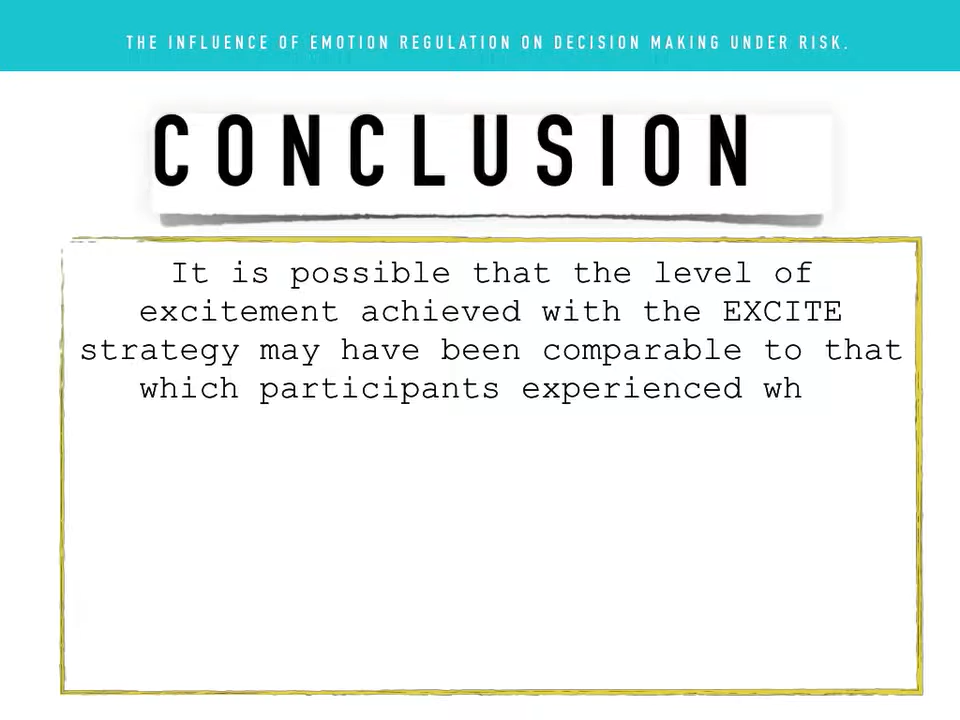 THE INFLUENCE OF EMOTION REGULATION ON DECISION MAKING UNDER RISK.
CONCLUSION
It is possible that the level of
excitement achieved with the EXCITE
strategy may have been comparable to that
which participants experienced wh